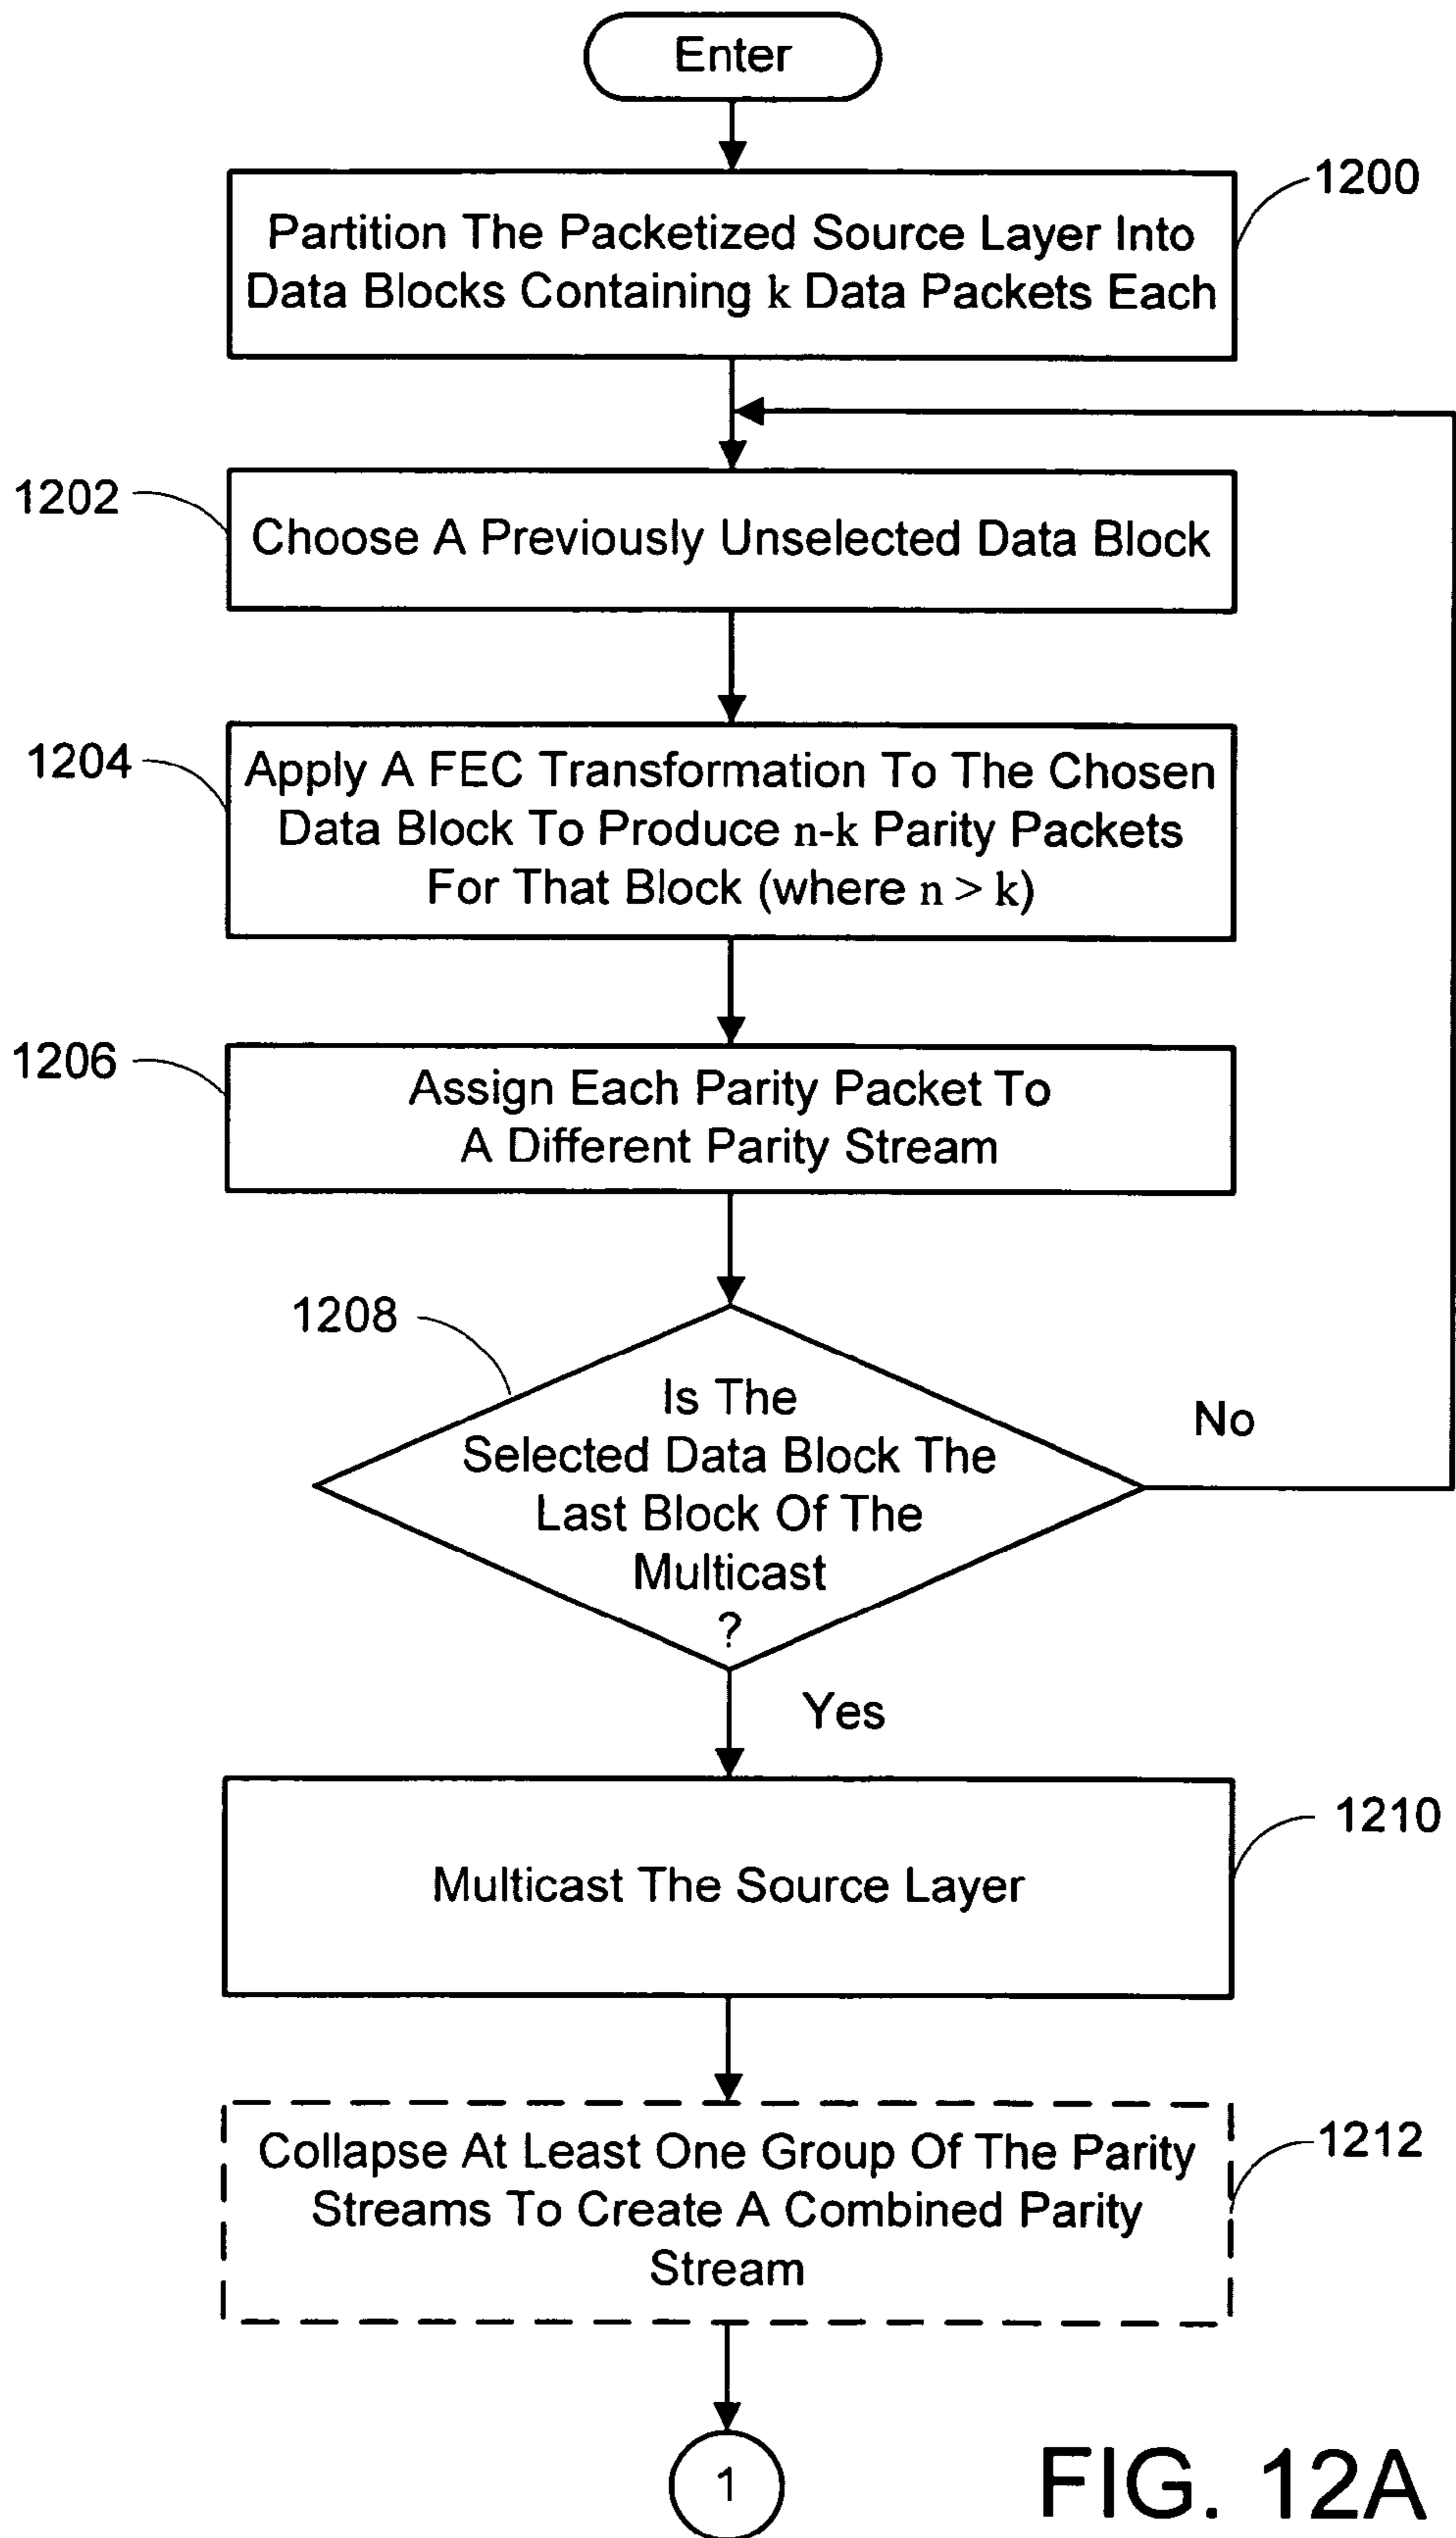 Enter
1200
Partition The Packetized Source Layer Into
Data Blocks Containing k Data Packets Each
1202
Choose A Previously Unselected Data Block
1204
Apply A FEC Transformation To The Chosen
Data Block To Produce n-k Parity Packets
For That Block (where n > k)
1206
Assign Each Parity Packet To
A Different Parity Stream
1208
Is The
Selected Data Block The
Last Block Of The
Multicast
?
No
Yes
1210
Multicast The Source Layer
1212
Collapse At Least One Group Of The Parity
Streams To Create A Combined Parity
Stream
1
FIG. 12A